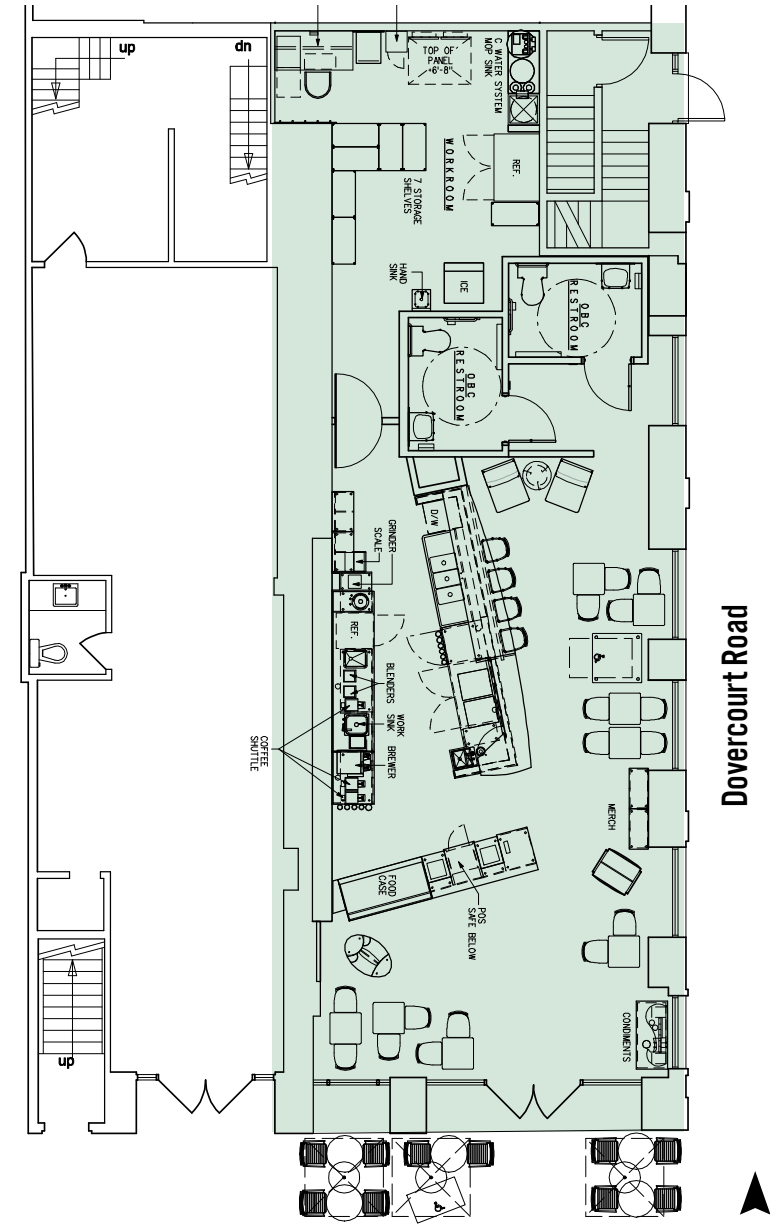 up
dn
TOP OF
PANEL
+6'-8"
C WATER SYSTEM
MOP SINK
WORKROOM
REF.
7 STORAGE
SHELVES
HAND
SINK
ICE
OBC
RESTROOM
OBC
RESTROOM
D/W
GRINDER
SCALE
REF.
BLENDERS
WORK
SINK
BREWER
COFFEE
SHUTTLE
MERCH
FOOD
CASE
POS
SAFE BELOW
CONDIMENTS
up
Dovercourt Road